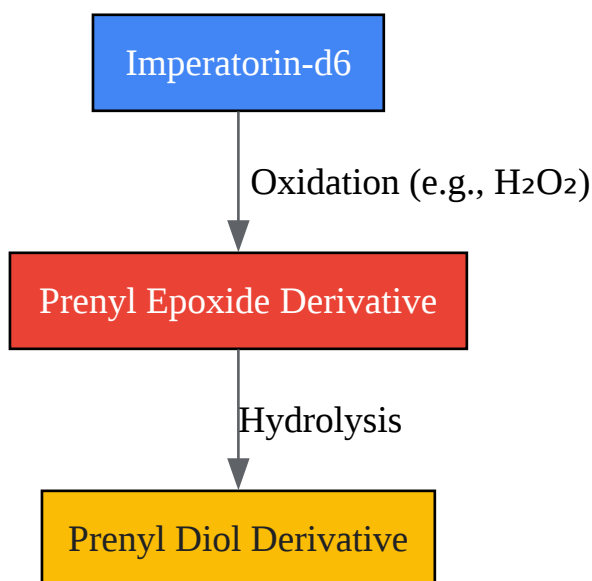 Imperatorin-d6
Oxidation (e.g., H₂O₂)
Prenyl Epoxide Derivative
Hydrolysis
Prenyl Diol Derivative